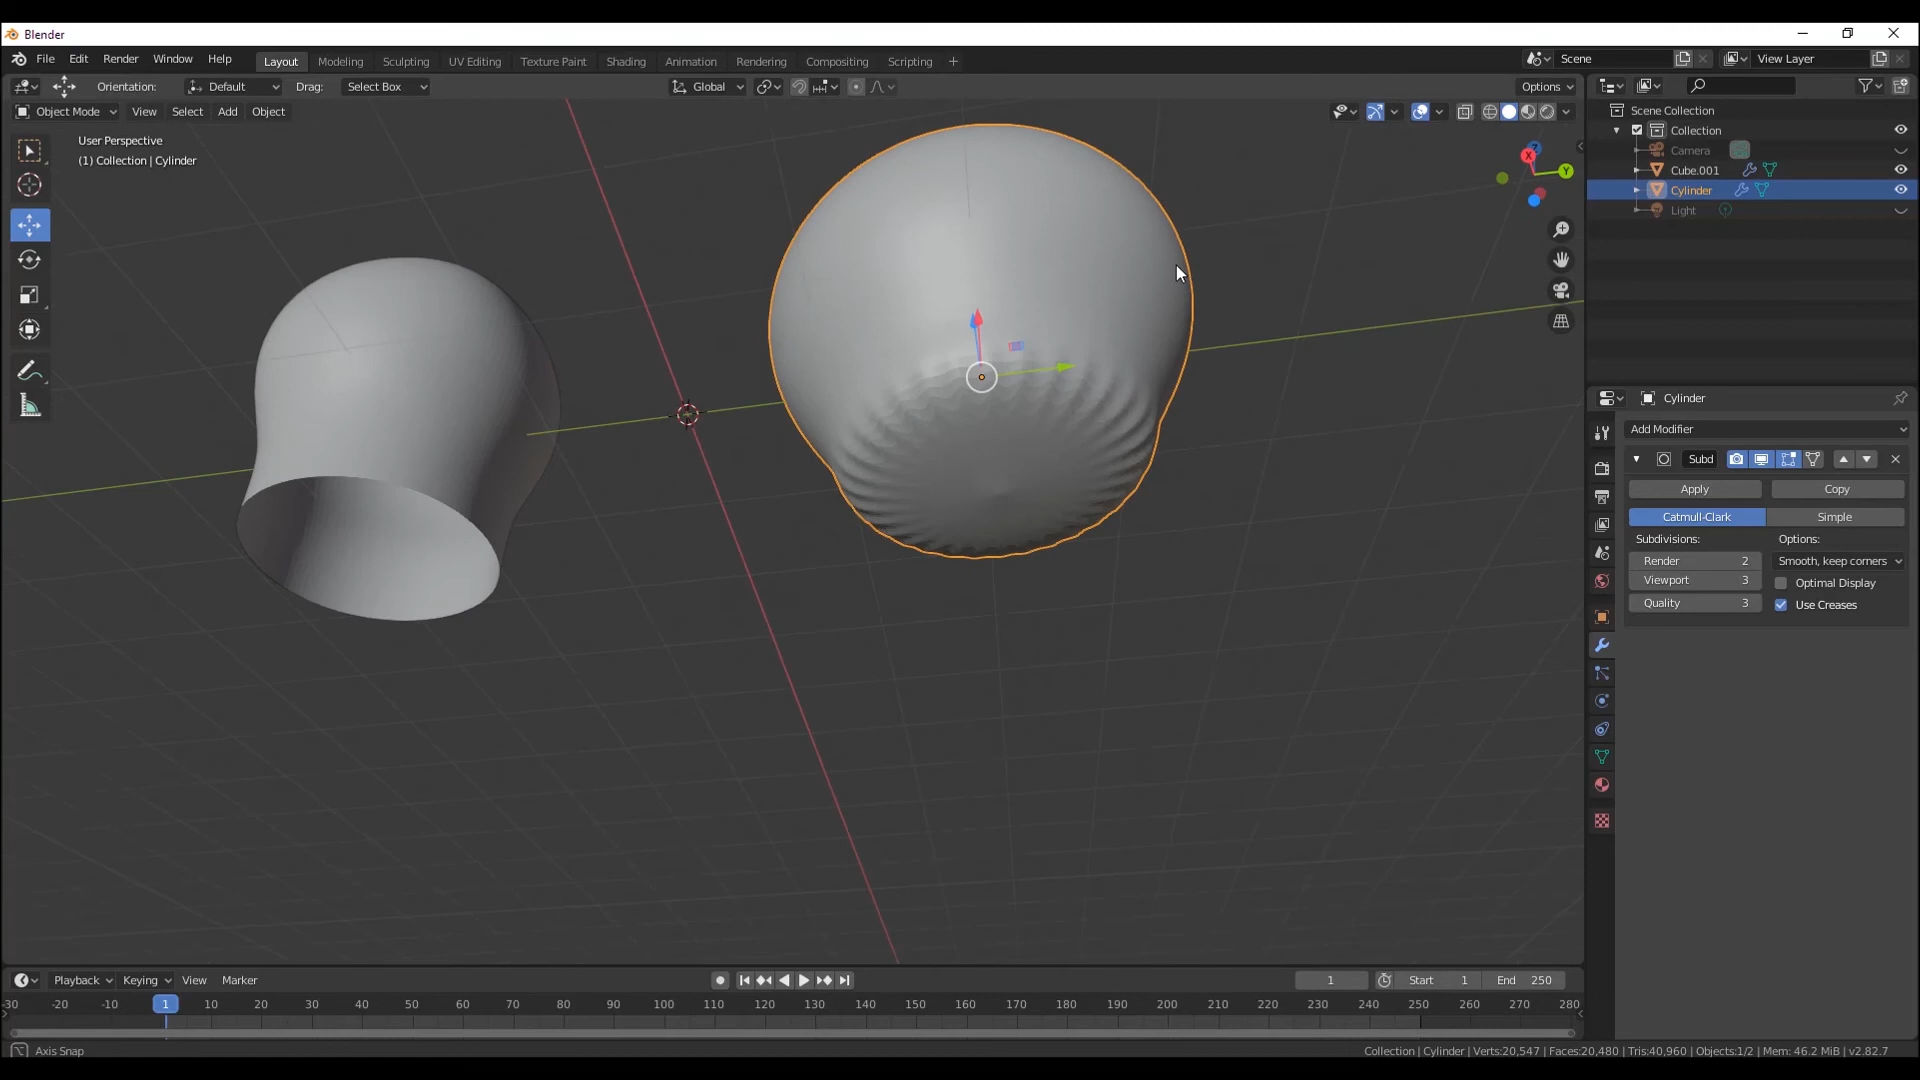 Blender
File Edit Render Window Help Layout Modeling Sculpting UV Editing Texture Paint Shading Animation Rendering Compositing Scripting + Scene View Layer
Orientation: Default Drag: Select Box Global Options
Object Mode View Select Add Object
User Perspective
(1) Collection | Cylinder
X
Y
Z
Scene Collection
Collection
Camera
Cube.001
Cylinder
Light
Cylinder
Add Modifier
Subd
Apply Copy
Catmull-Clark Simple
Subdivisions: Options:
Render 2 Smooth, keep corners
Viewport 3 Optimal Display
Quality 3 Use Creases
Playback Keying View Marker 1 Start 1 End 250
-30 -20 -10 1 10 20 30 40 50 60 70 80 90 100 110 120 130 140 150 160 170 180 190 200 210 220 230 240 250 260 270 280
Axis Snap Collection | Cylinder | Verts:20,547 | Faces:20,480 | Tris:40,960 | Objects:1/2 | Mem: 46.2 MiB | v2.82.7